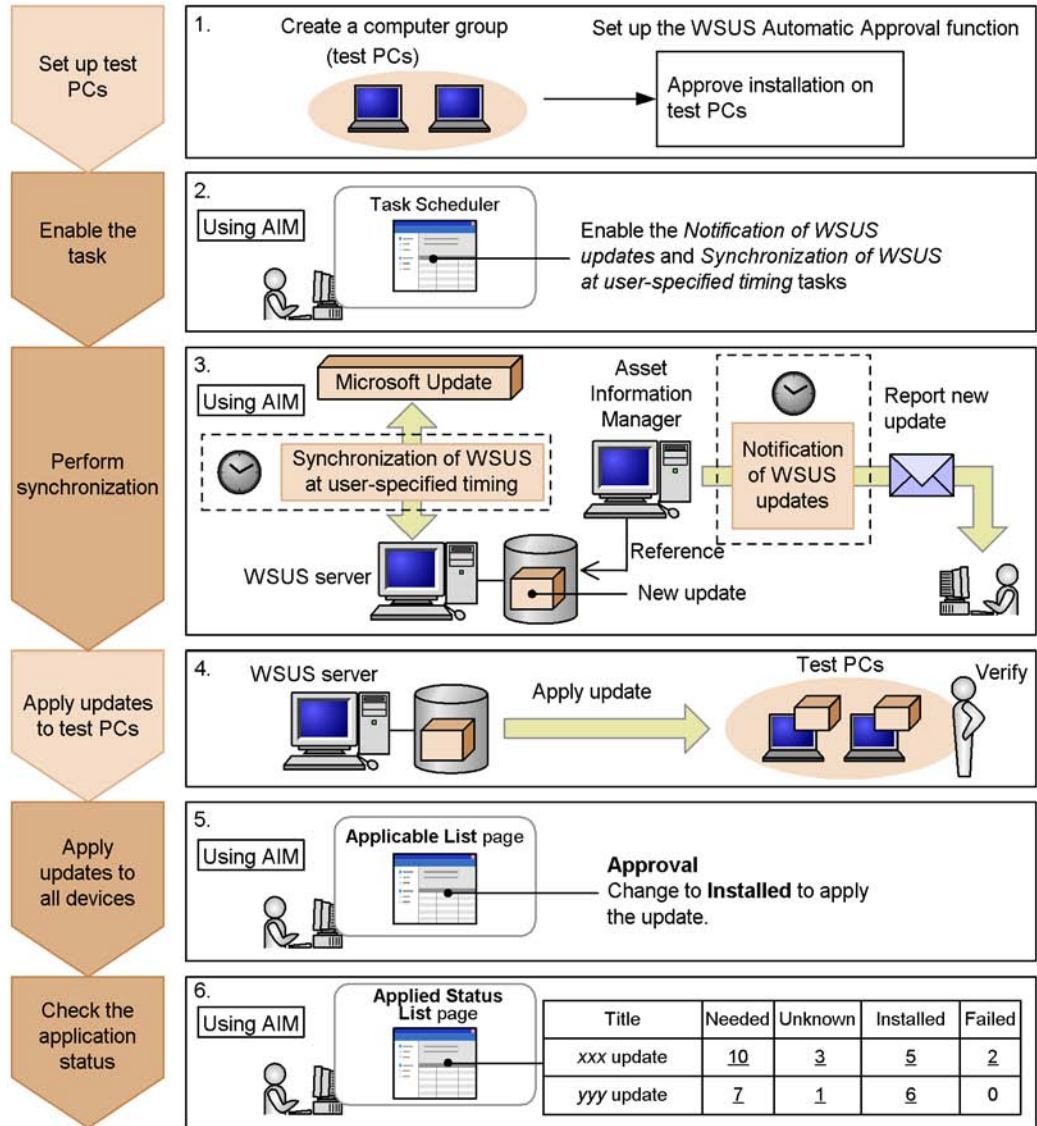 Set up test
PCs
1.
Create a computer group
(test PCs)
Set up the WSUS Automatic Approval function
Approve installation on
test PCs
Enable the
task
2.
Using AIM
Task Scheduler
Enable the Notification of WSUS
updates and Synchronization of WSUS
at user-specified timing tasks
Perform
synchronization
3.
Using AIM
Microsoft Update
Synchronization of WSUS
at user-specified timing
WSUS server
Asset
Information
Manager
Reference
New update
Notification
of WSUS
updates
Report new
update
Apply updates
to test PCs
4.
WSUS server
Apply update
Test PCs
Verify
Apply
updates to
all devices
5.
Using AIM
Applicable List page
Approval
Change to Installed to apply
the update.
Check the
application
status
6.
Using AIM
Applied Status
List page
Title Needed Unknown Installed Failed
xxx update 10 3 5 2
yyy update 7 1 6 0